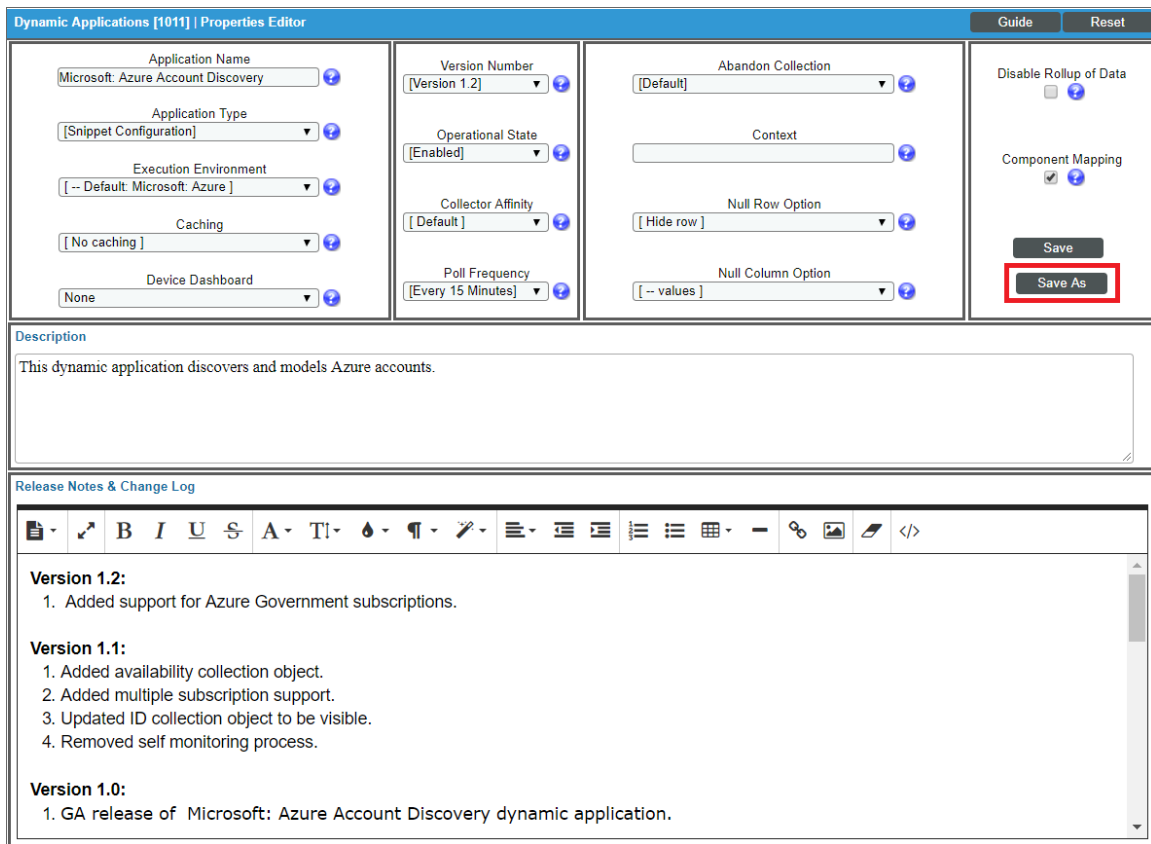 Dynamic Applications [1011] | Properties Editor
Guide
Reset
Application Name
Microsoft: Azure Account Discovery
Application Type
[Snippet Configuration]
Execution Environment
[ -- Default: Microsoft: Azure ]
Caching
[ No caching ]
Device Dashboard
None
Version Number
[Version 1.2]
Operational State
[Enabled]
Collector Affinity
[ Default ]
Poll Frequency
[Every 15 Minutes]
Abandon Collection
[Default]
Context
Null Row Option
[ Hide row ]
Null Column Option
[ -- values ]
Disable Rollup of Data
Component Mapping
Save
Save As
Description
This dynamic application discovers and models Azure accounts.
Release Notes & Change Log
Version 1.2:
1. Added support for Azure Government subscriptions.
Version 1.1:
1. Added availability collection object.
2. Added multiple subscription support.
3. Updated ID collection object to be visible.
4. Removed self monitoring process.
Version 1.0:
1. GA release of Microsoft: Azure Account Discovery dynamic application.